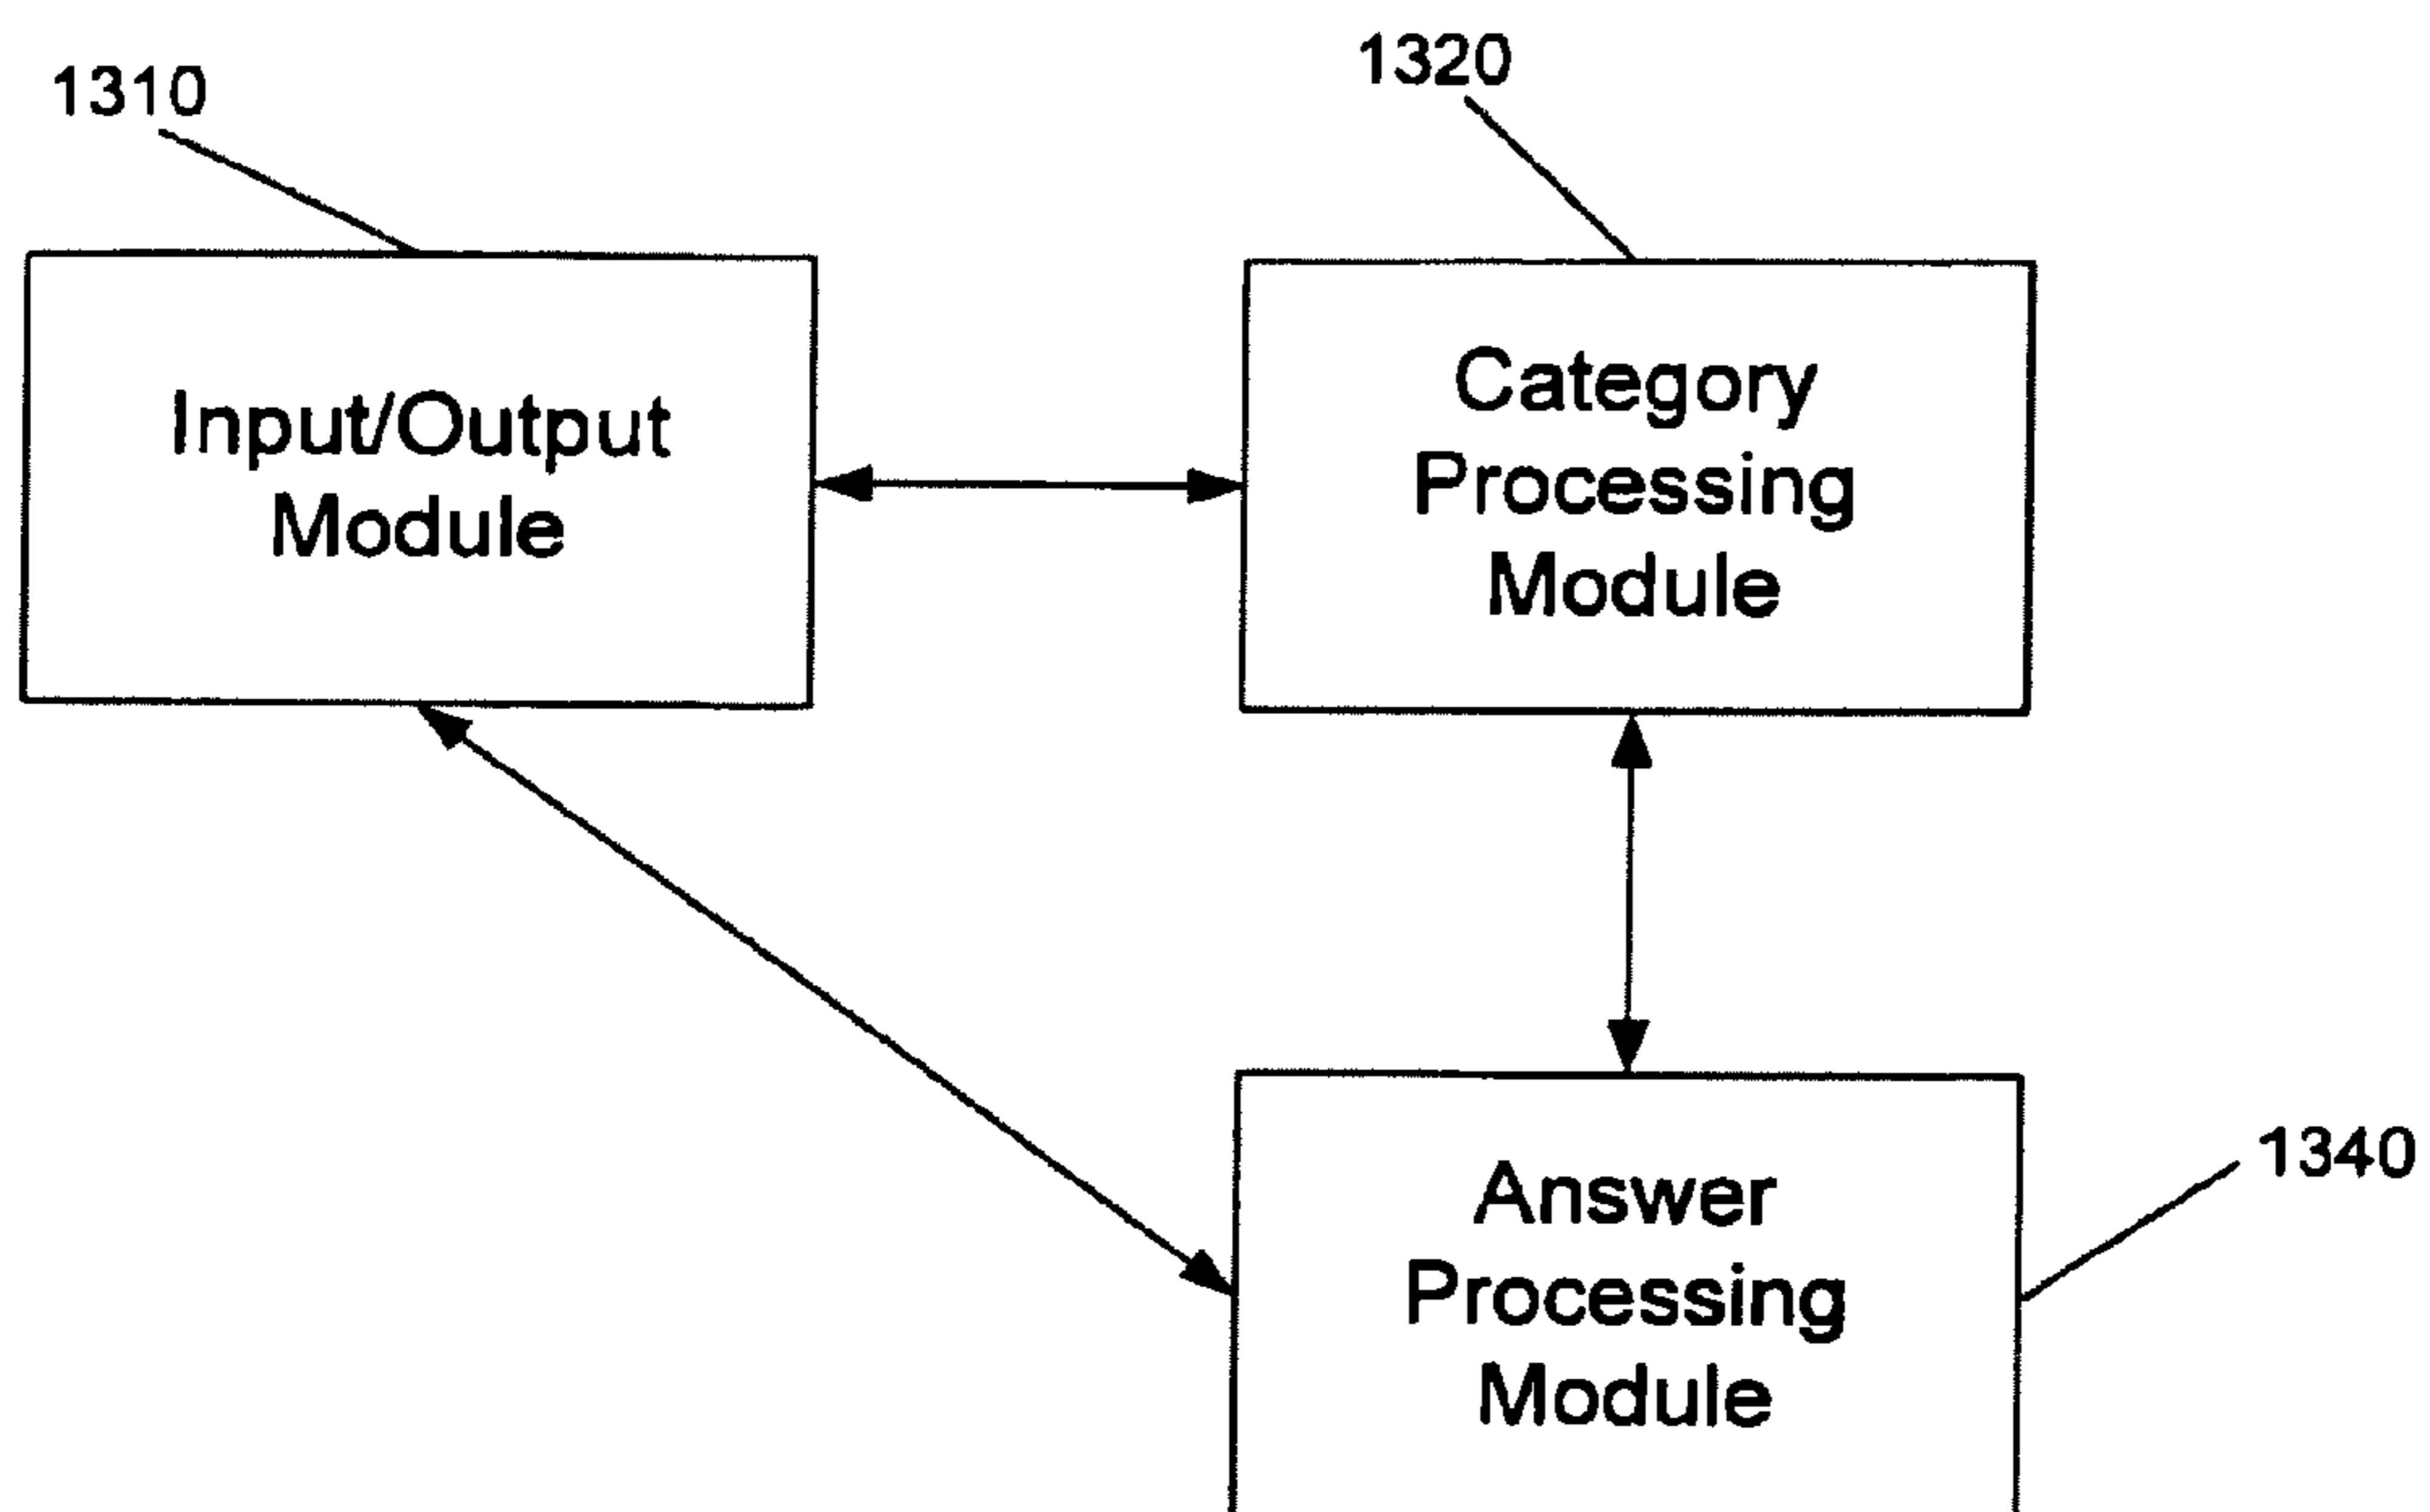 1310
1320
Input/Output
Module
Category
Processing
Module
Answer
Processing
Module
1340